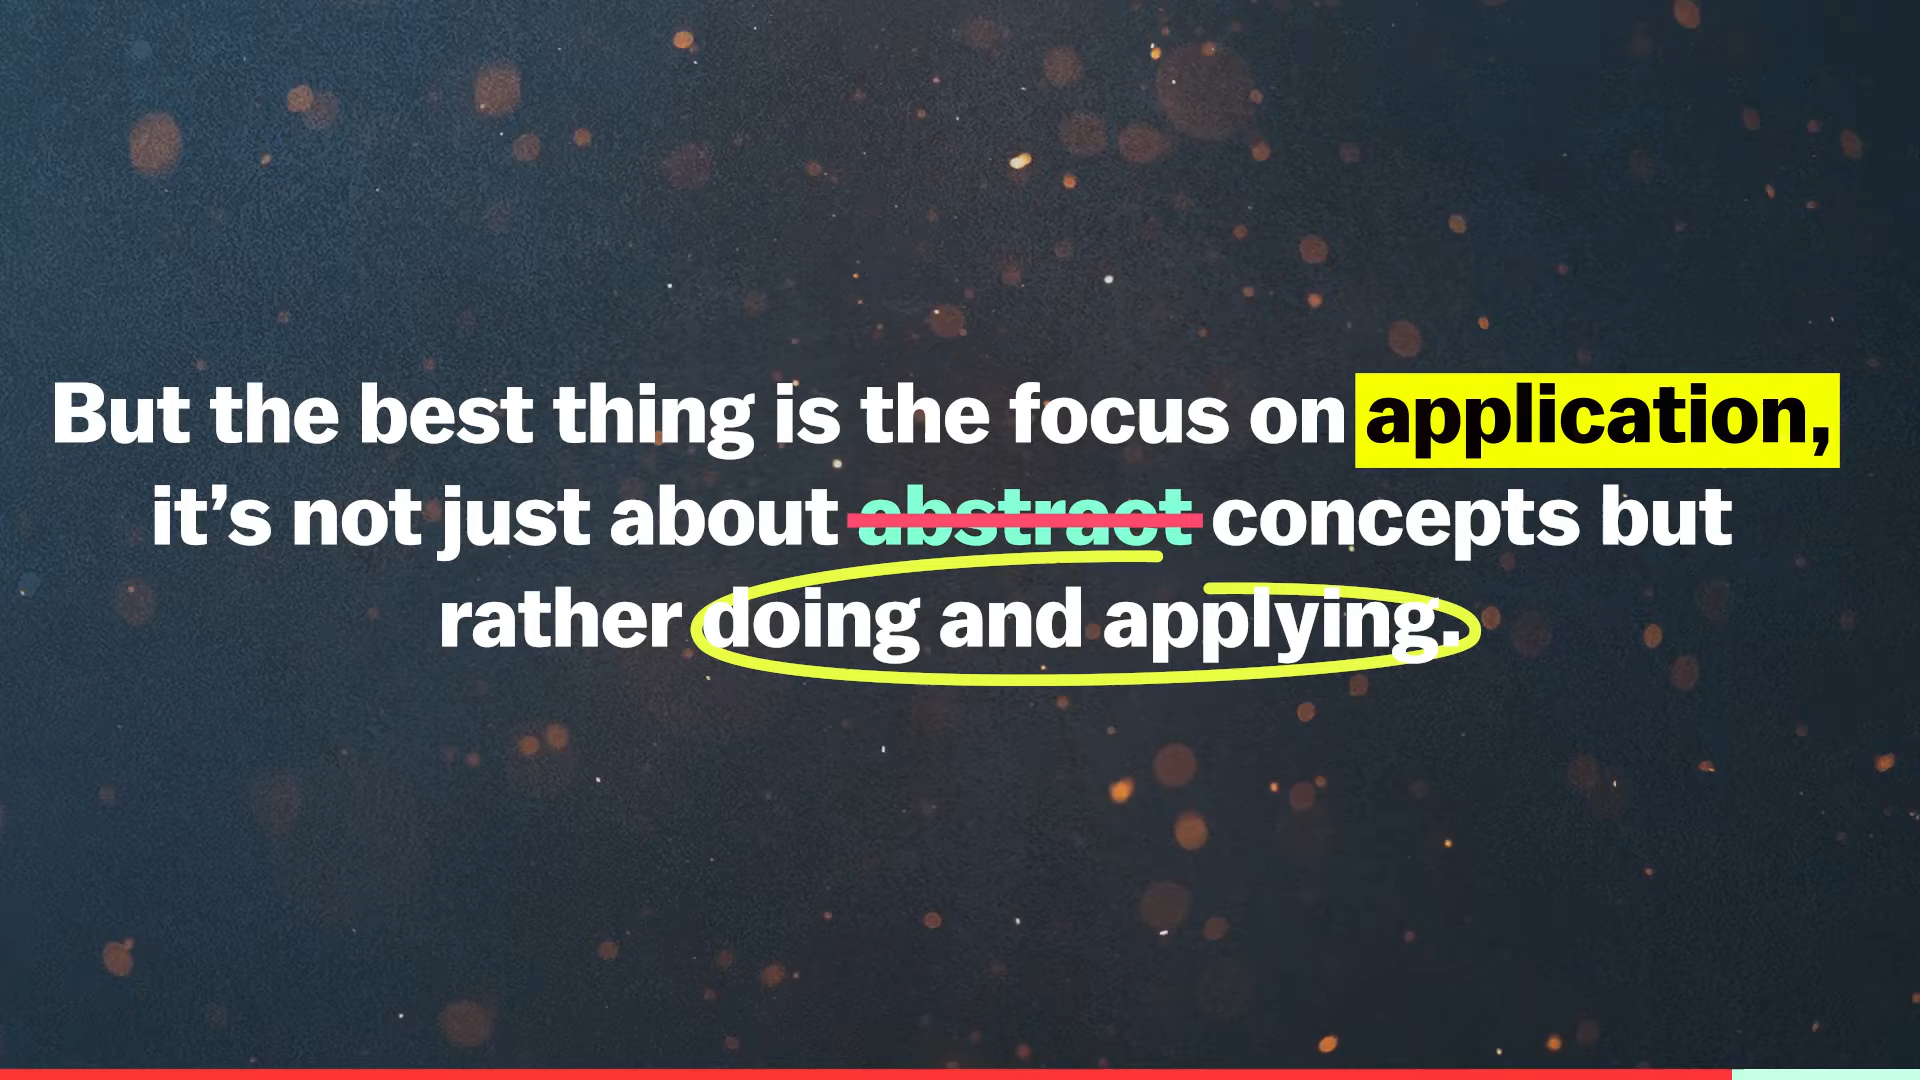 But the best thing is the focus on application,
it’s not just about abstract concepts but
rather doing and applying.